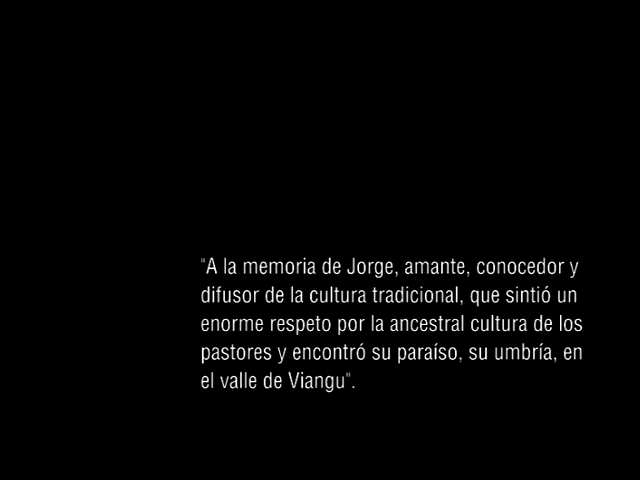 "A la memoria de Jorge, amante, conocedor y
difusor de la cultura tradicional, que sintió un
enorme respeto por la ancestral cultura de los
pastores y encontró su paraíso, su umbría, en
el valle de Viangu".